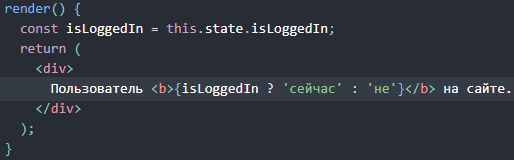 render() {
  const isLoggedIn = this.state.isLoggedIn;
  return (
    <div>
      Пользователь <b>{isLoggedIn ? 'сейчас' : 'не'}</b> на сайте.
    </div>
  );
}